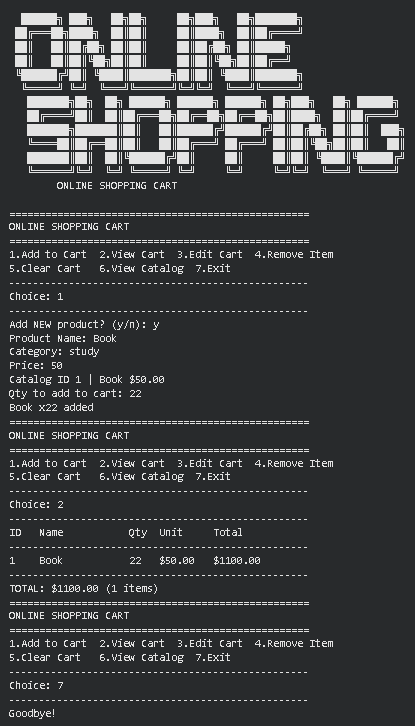 ONLINE
SHOPPING
ONLINE SHOPPING CART
==================================================
ONLINE SHOPPING CART
==================================================
1.Add to Cart  2.View Cart  3.Edit Cart  4.Remove Item
5.Clear Cart   6.View Catalog  7.Exit
--------------------------------------------------
Choice: 1
--------------------------------------------------
Add NEW product? (y/n): y
Product Name: Book
Category: study
Price: 50
Catalog ID 1 | Book $50.00
Qty to add to cart: 22
Book x22 added
==================================================
ONLINE SHOPPING CART
==================================================
1.Add to Cart  2.View Cart  3.Edit Cart  4.Remove Item
5.Clear Cart   6.View Catalog  7.Exit
--------------------------------------------------
Choice: 2
--------------------------------------------------
ID   Name           Qty  Unit     Total
--------------------------------------------------
1    Book           22   $50.00   $1100.00
--------------------------------------------------
TOTAL: $1100.00 (1 items)
==================================================
ONLINE SHOPPING CART
==================================================
1.Add to Cart  2.View Cart  3.Edit Cart  4.Remove Item
5.Clear Cart   6.View Catalog  7.Exit
--------------------------------------------------
Choice: 7
--------------------------------------------------
Goodbye!